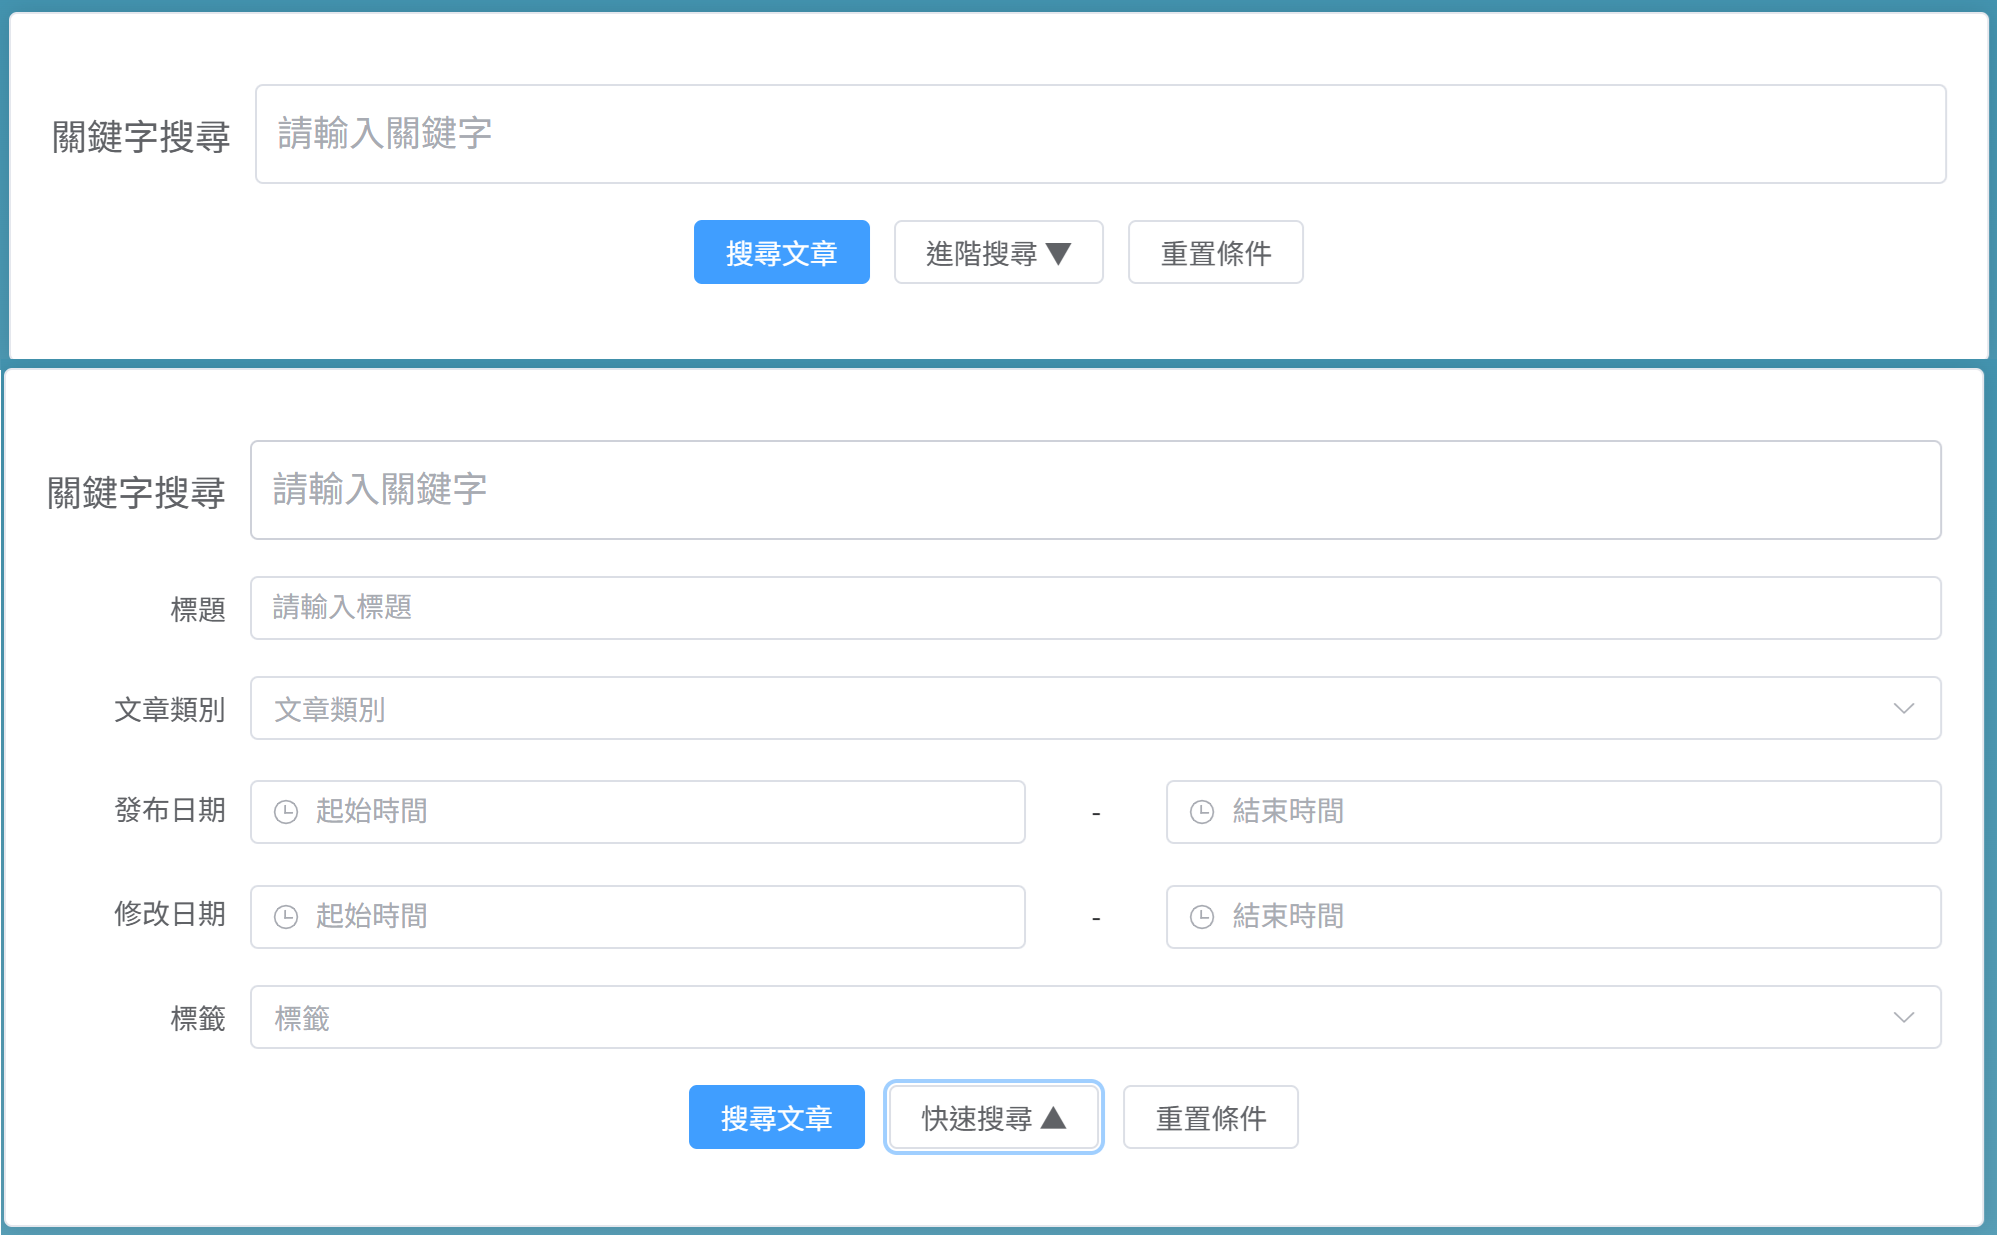 關鍵字搜尋 請輸入關鍵字
搜尋文章 進階搜尋▼ 重置條件
關鍵字搜尋 請輸入關鍵字
標題 請輸入標題
文章類別 文章類別
發布日期 起始時間 - 結束時間
修改日期 起始時間 - 結束時間
標籤 標籤
搜尋文章 快速搜尋▲ 重置條件